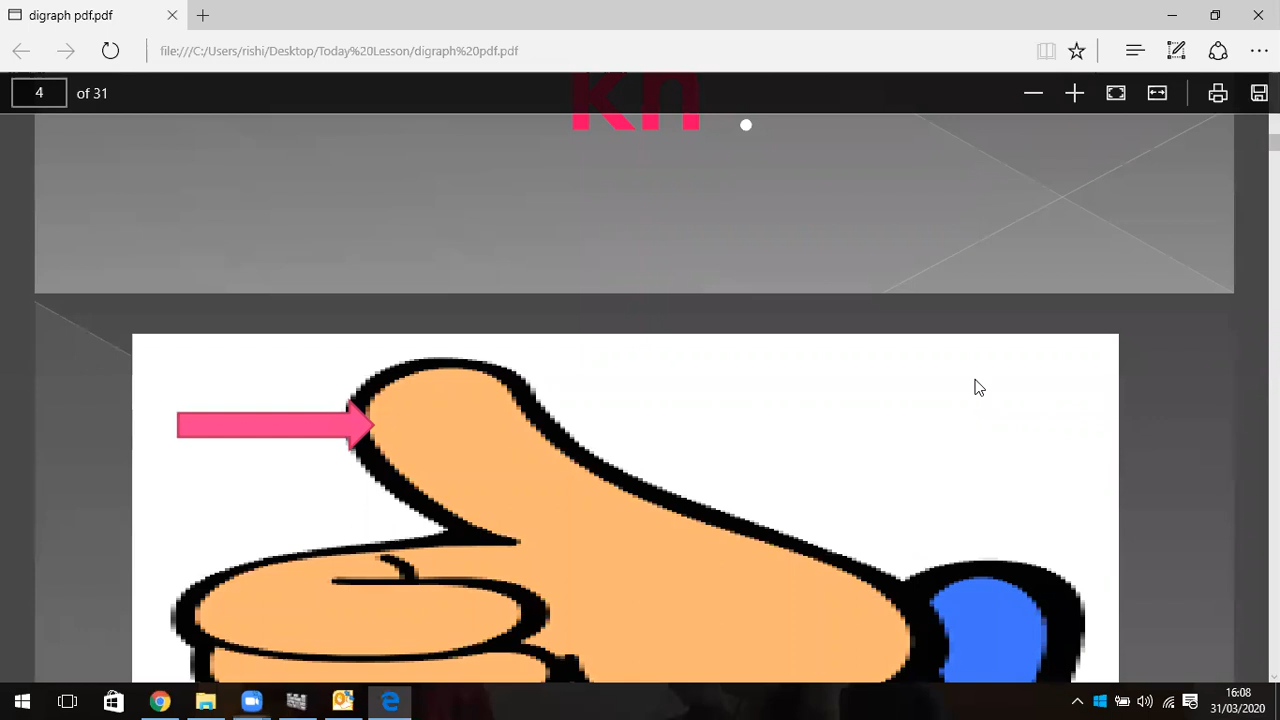 digraph pdf.pdf
file:///C:/Users/rishi/Desktop/Today%20Lesson/digraph%20pdf.pdf
4 of 31
kn
16:08
31/03/2020